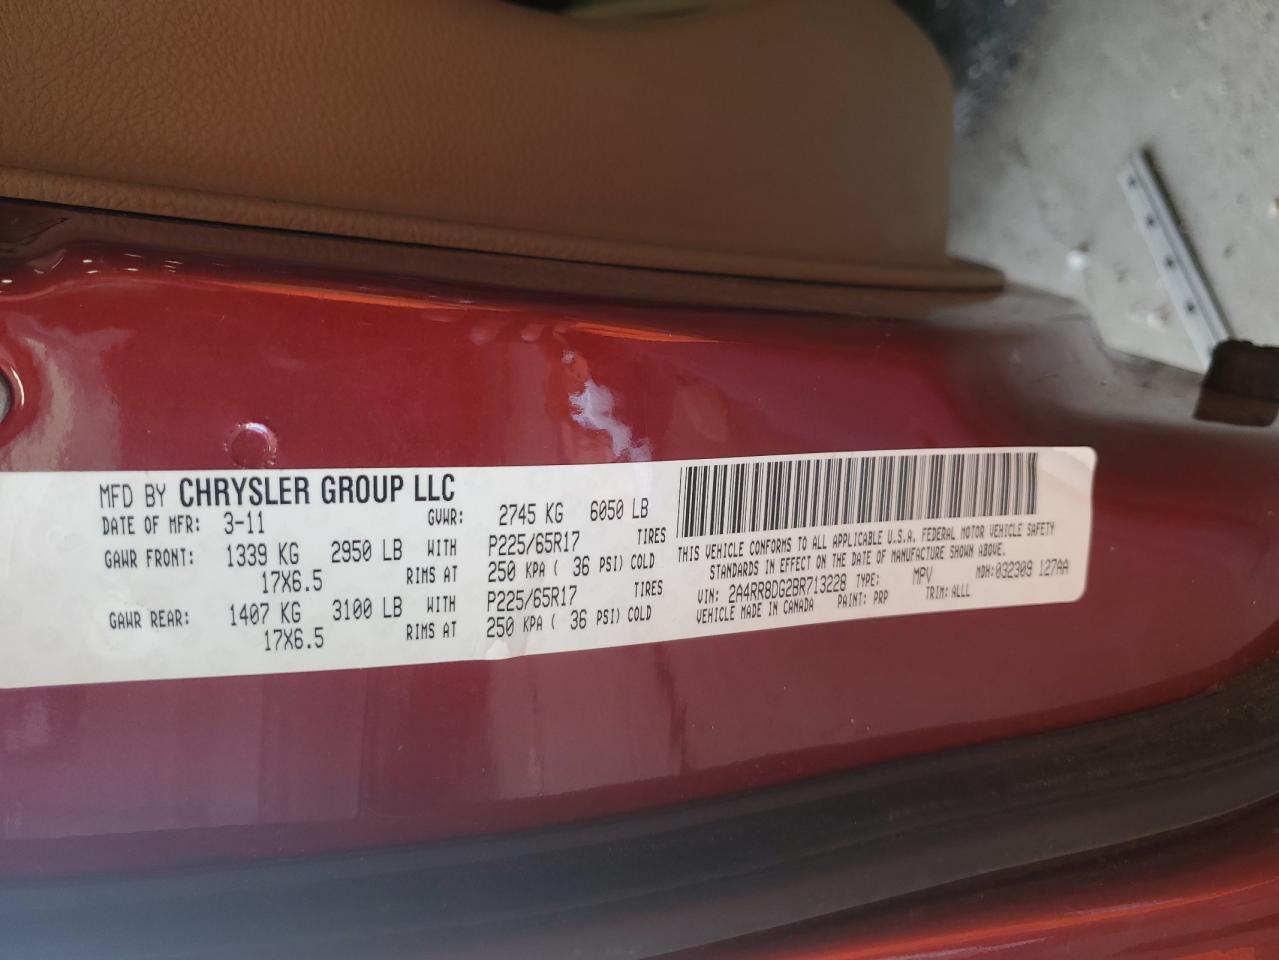 MFD BY CHRYSLER GROUP LLC
DATE OF MFR: 3-11 GVWR: 2745 KG 6050 LB
GAWR FRONT: 1339 KG 2950 LB WITH P225/65R17 TIRES
17X6.5 RIMS AT 250 KPA ( 36 PSI) COLD
GAWR REAR: 1407 KG 3100 LB WITH P225/65R17 TIRES
17X6.5 RIMS AT 250 KPA ( 36 PSI) COLD
THIS VEHICLE CONFORMS TO ALL APPLICABLE U.S.A. FEDERAL MOTOR VEHICLE SAFETY
STANDARDS IN EFFECT ON THE DATE OF MANUFACTURE SHOWN ABOVE.
VIN: 2A4RR8DG2BR713228 TYPE: MPV MDH:032309 127AA
VEHICLE MADE IN CANADA PAINT: PRP TRIM: ALLL